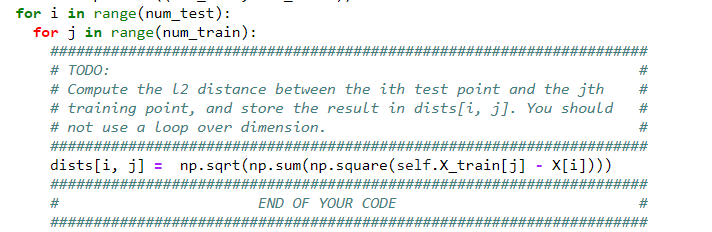 for i in range(num_test):
for j in range(num_train):
#######################################################################
# TODO:                                                               #
# Compute the l2 distance between the ith test point and the jth      #
# training point, and store the result in dists[i, j]. You should     #
# not use a loop over dimension.                                      #
#######################################################################
dists[i, j] =  np.sqrt(np.sum(np.square(self.X_train[j] - X[i])))
#######################################################################
#                         END OF YOUR CODE                            #
#######################################################################